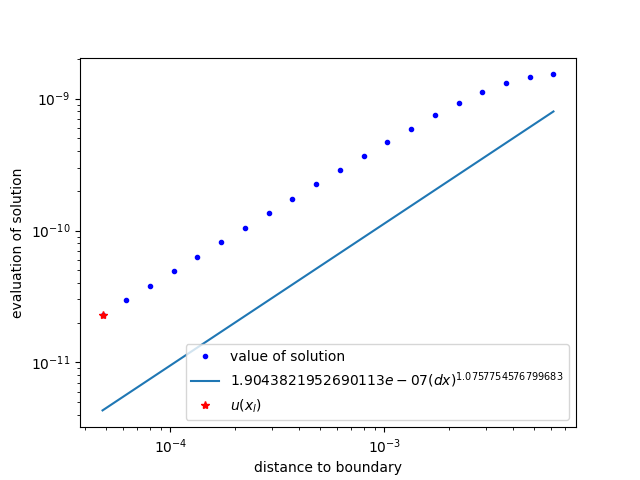 10⁻⁹
10⁻¹⁰
10⁻¹¹
evaluation of solution
value of solution
1.9043821952690113e − 07(dx)¹·⁰⁷⁵⁷⁷⁵⁴⁵⁷⁶⁷⁹⁹⁶⁸³
u(xₗ)
10⁻⁴
10⁻³
distance to boundary